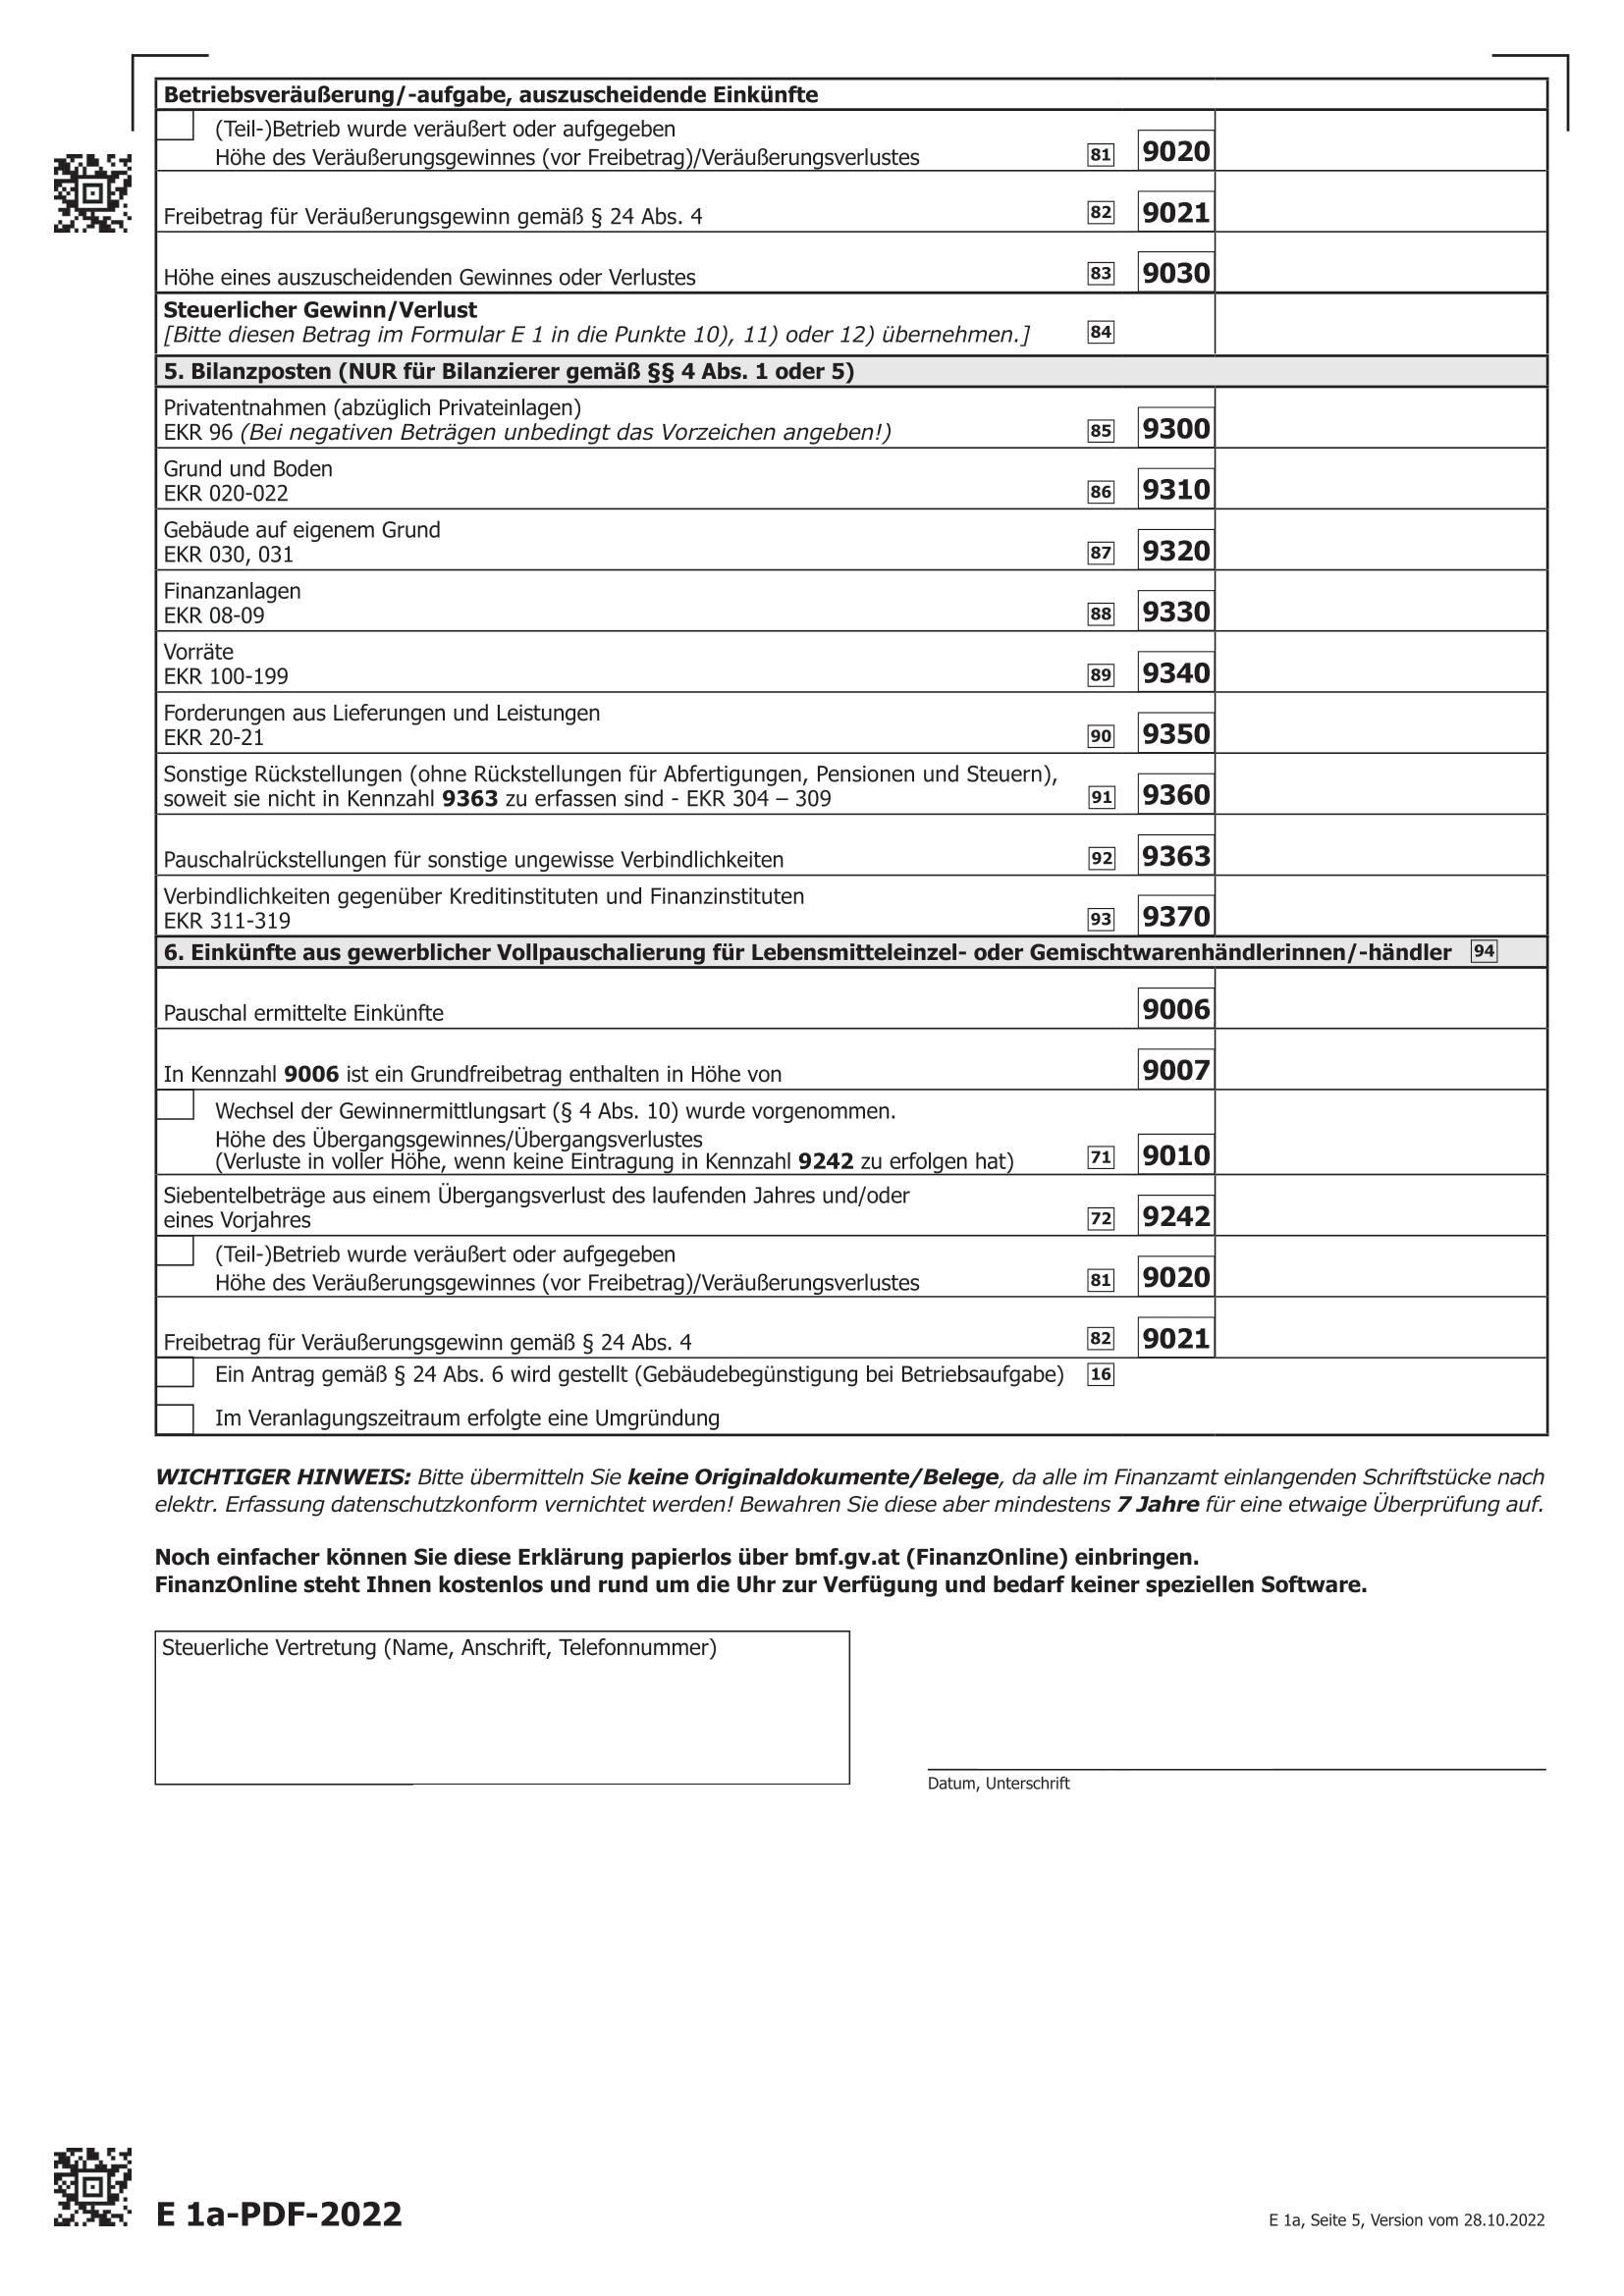 Betriebsveräußerung/-aufgabe, auszuscheidende Einkünfte
(Teil-)Betrieb wurde veräußert oder aufgegeben
Höhe des Veräußerungsgewinnes (vor Freibetrag)/Veräußerungsverlustes 81 9020
Freibetrag für Veräußerungsgewinn gemäß § 24 Abs. 4 82 9021
Höhe eines auszuscheidenden Gewinnes oder Verlustes 83 9030
Steuerlicher Gewinn/Verlust
[Bitte diesen Betrag im Formular E 1 in die Punkte 10), 11) oder 12) übernehmen.] 84
5. Bilanzposten (NUR für Bilanzierer gemäß §§ 4 Abs. 1 oder 5)
Privatentnahmen (abzüglich Privateinlagen)
EKR 96 (Bei negativen Beträgen unbedingt das Vorzeichen angeben!) 85 9300
Grund und Boden
EKR 020-022 86 9310
Gebäude auf eigenem Grund
EKR 030, 031 87 9320
Finanzanlagen
EKR 08-09 88 9330
Vorräte
EKR 100-199 89 9340
Forderungen aus Lieferungen und Leistungen
EKR 20-21 90 9350
Sonstige Rückstellungen (ohne Rückstellungen für Abfertigungen, Pensionen und Steuern),
soweit sie nicht in Kennzahl 9363 zu erfassen sind - EKR 304 – 309 91 9360
Pauschalrückstellungen für sonstige ungewisse Verbindlichkeiten 92 9363
Verbindlichkeiten gegenüber Kreditinstituten und Finanzinstituten
EKR 311-319 93 9370
6. Einkünfte aus gewerblicher Vollpauschalierung für Lebensmitteleinzel- oder Gemischtwarenhändlerinnen/-händler 94
Pauschal ermittelte Einkünfte 9006
In Kennzahl 9006 ist ein Grundfreibetrag enthalten in Höhe von 9007
Wechsel der Gewinnermittlungsart (§ 4 Abs. 10) wurde vorgenommen.
Höhe des Übergangsgewinnes/Übergangsverlustes
(Verluste in voller Höhe, wenn keine Eintragung in Kennzahl 9242 zu erfolgen hat) 71 9010
Siebentelbeträge aus einem Übergangsverlust des laufenden Jahres und/oder
eines Vorjahres 72 9242
(Teil-)Betrieb wurde veräußert oder aufgegeben
Höhe des Veräußerungsgewinnes (vor Freibetrag)/Veräußerungsverlustes 81 9020
Freibetrag für Veräußerungsgewinn gemäß § 24 Abs. 4 82 9021
Ein Antrag gemäß § 24 Abs. 6 wird gestellt (Gebäudebegünstigung bei Betriebsaufgabe) 16
Im Veranlagungszeitraum erfolgte eine Umgründung
WICHTIGER HINWEIS: Bitte übermitteln Sie keine Originaldokumente/Belege, da alle im Finanzamt einlangenden Schriftstücke nach
elektr. Erfassung datenschutzkonform vernichtet werden! Bewahren Sie diese aber mindestens 7 Jahre für eine etwaige Überprüfung auf.
Noch einfacher können Sie diese Erklärung papierlos über bmf.gv.at (FinanzOnline) einbringen.
FinanzOnline steht Ihnen kostenlos und rund um die Uhr zur Verfügung und bedarf keiner speziellen Software.
Steuerliche Vertretung (Name, Anschrift, Telefonnummer)
Datum, Unterschrift
E 1a-PDF-2022
E 1a, Seite 5, Version vom 28.10.2022